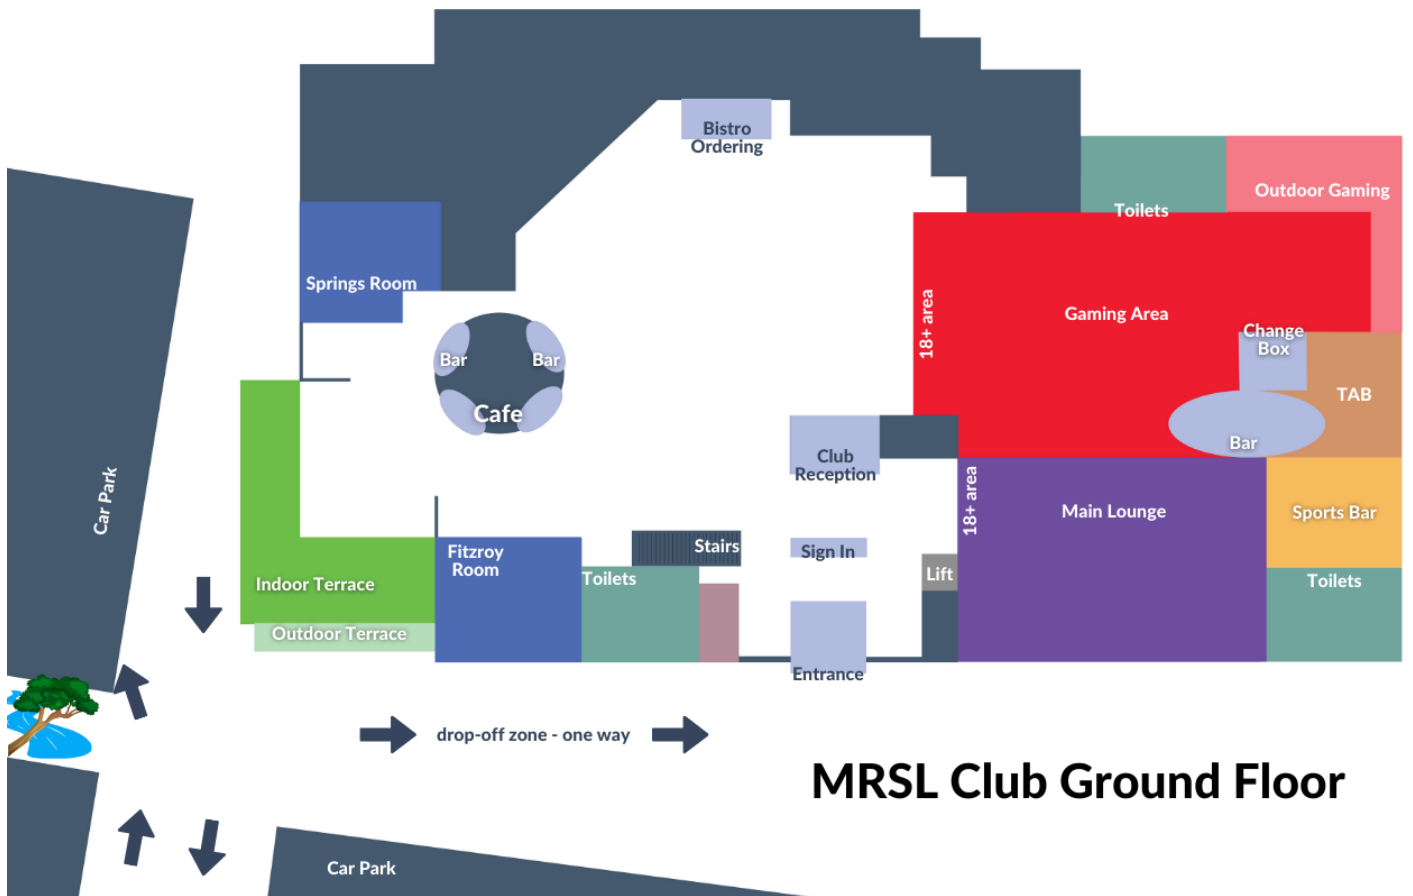 Bistro
Ordering
Outdoor Gaming
Toilets
Springs Room
18+ area
Gaming Area
Change
Box
Bar
Bar
TAB
Cafe
Bar
Club
Reception
Car Park
18+ area
Main Lounge
Sports Bar
Fitzroy
Room
Stairs
Sign In
Toilets
Lift
Toilets
Indoor Terrace
Outdoor Terrace
Entrance
drop-off zone - one way
MRSL Club Ground Floor
Car Park